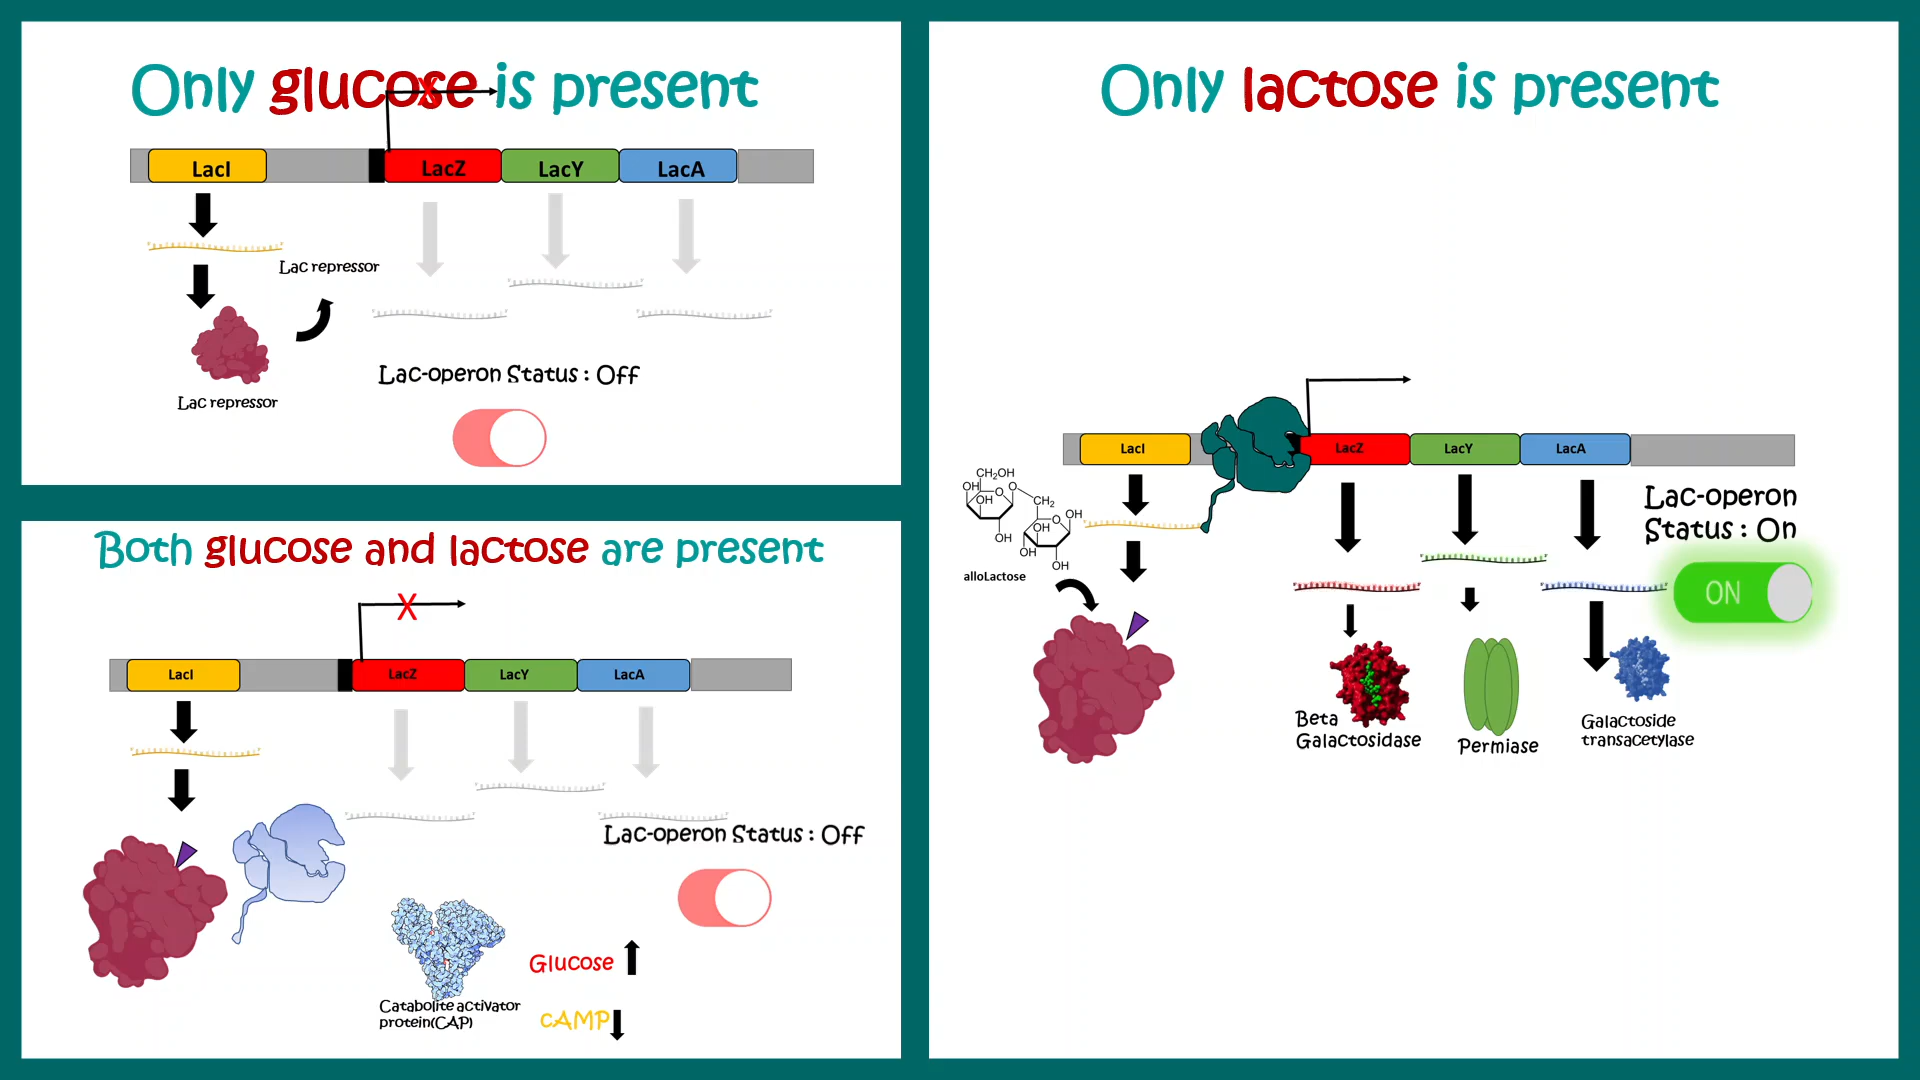 Only glucose is present
X
LacI
LacZ
LacY
LacA
Lac repressor
Lac repressor
Lac-operon Status : Off
Both glucose and lactose are present
X
LacI
LacZ
LacY
LacA
Lac-operon Status : Off
Catabolite activator
protein(CAP)
Glucose
cAMP
Only lactose is present
LacI
LacZ
LacY
LacA
CH2OH
OH
O
O
OH
CH2
OH
O
OH
OH
OH
OH
alloLactose
Lac-operon
Status : On
ON
Beta
Galactosidase
Permiase
Galactoside
transacetylase